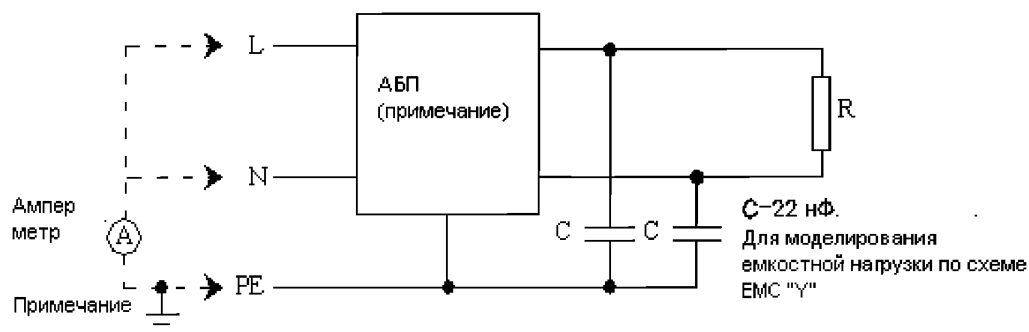 L
АБП
(примечание)
R
N
Ампер
метр
A
C
C
C-22 нФ.
Для моделирования
емкостной нагрузки по схеме
ЕМС "Y"
Примечание
PE